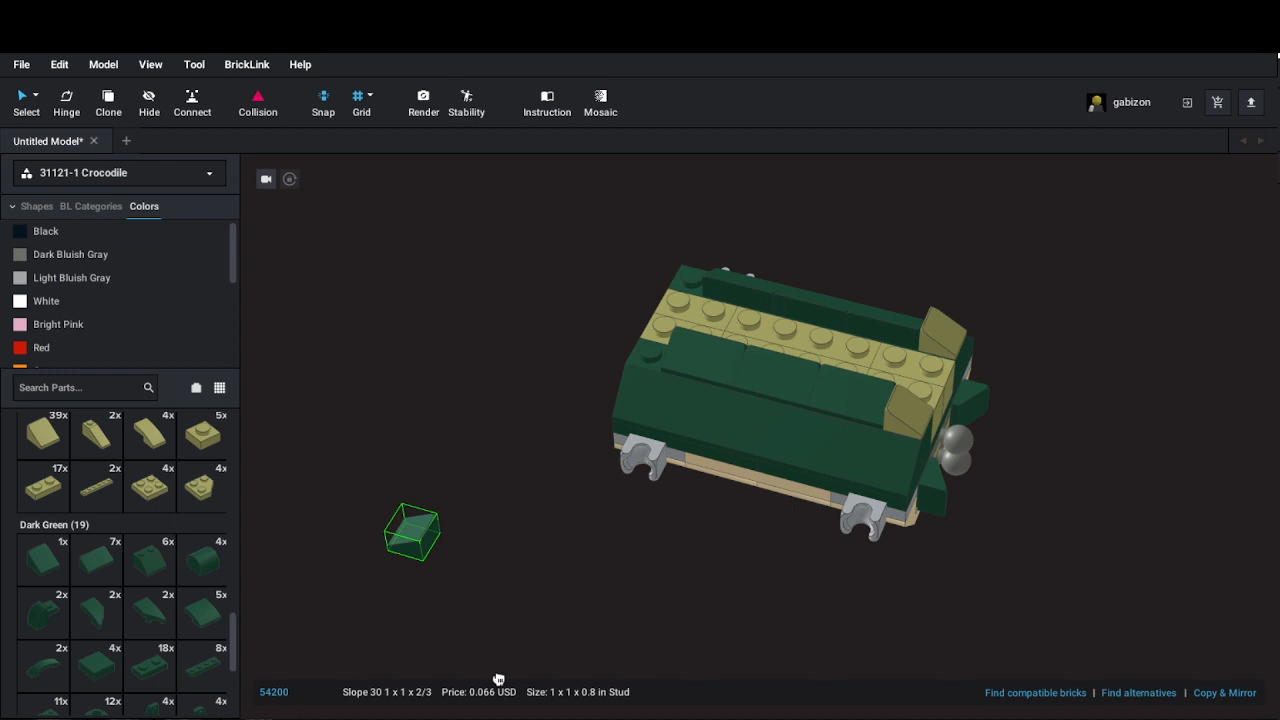 File Edit Model View Tool BrickLink Help
Select Hinge Clone Hide Connect Collision Snap Grid Render Stability Instruction Mosaic gabizon
Untitled Model*
31121-1 Crocodile
Shapes BL Categories Colors
Black
Dark Bluish Gray
Light Bluish Gray
White
Bright Pink
Red
Search Parts...
39x 2x 4x 5x
17x 2x 4x 4x
Dark Green (19)
1x 7x 6x 4x
2x 2x 2x 5x
2x 4x 18x 8x
11x 12x 4x 4x
54200 Slope 30 1 x 1 x 2/3 Price: 0.066 USD Size: 1 x 1 x 0.8 in Stud Find compatible bricks | Find alternatives | Copy & Mirror